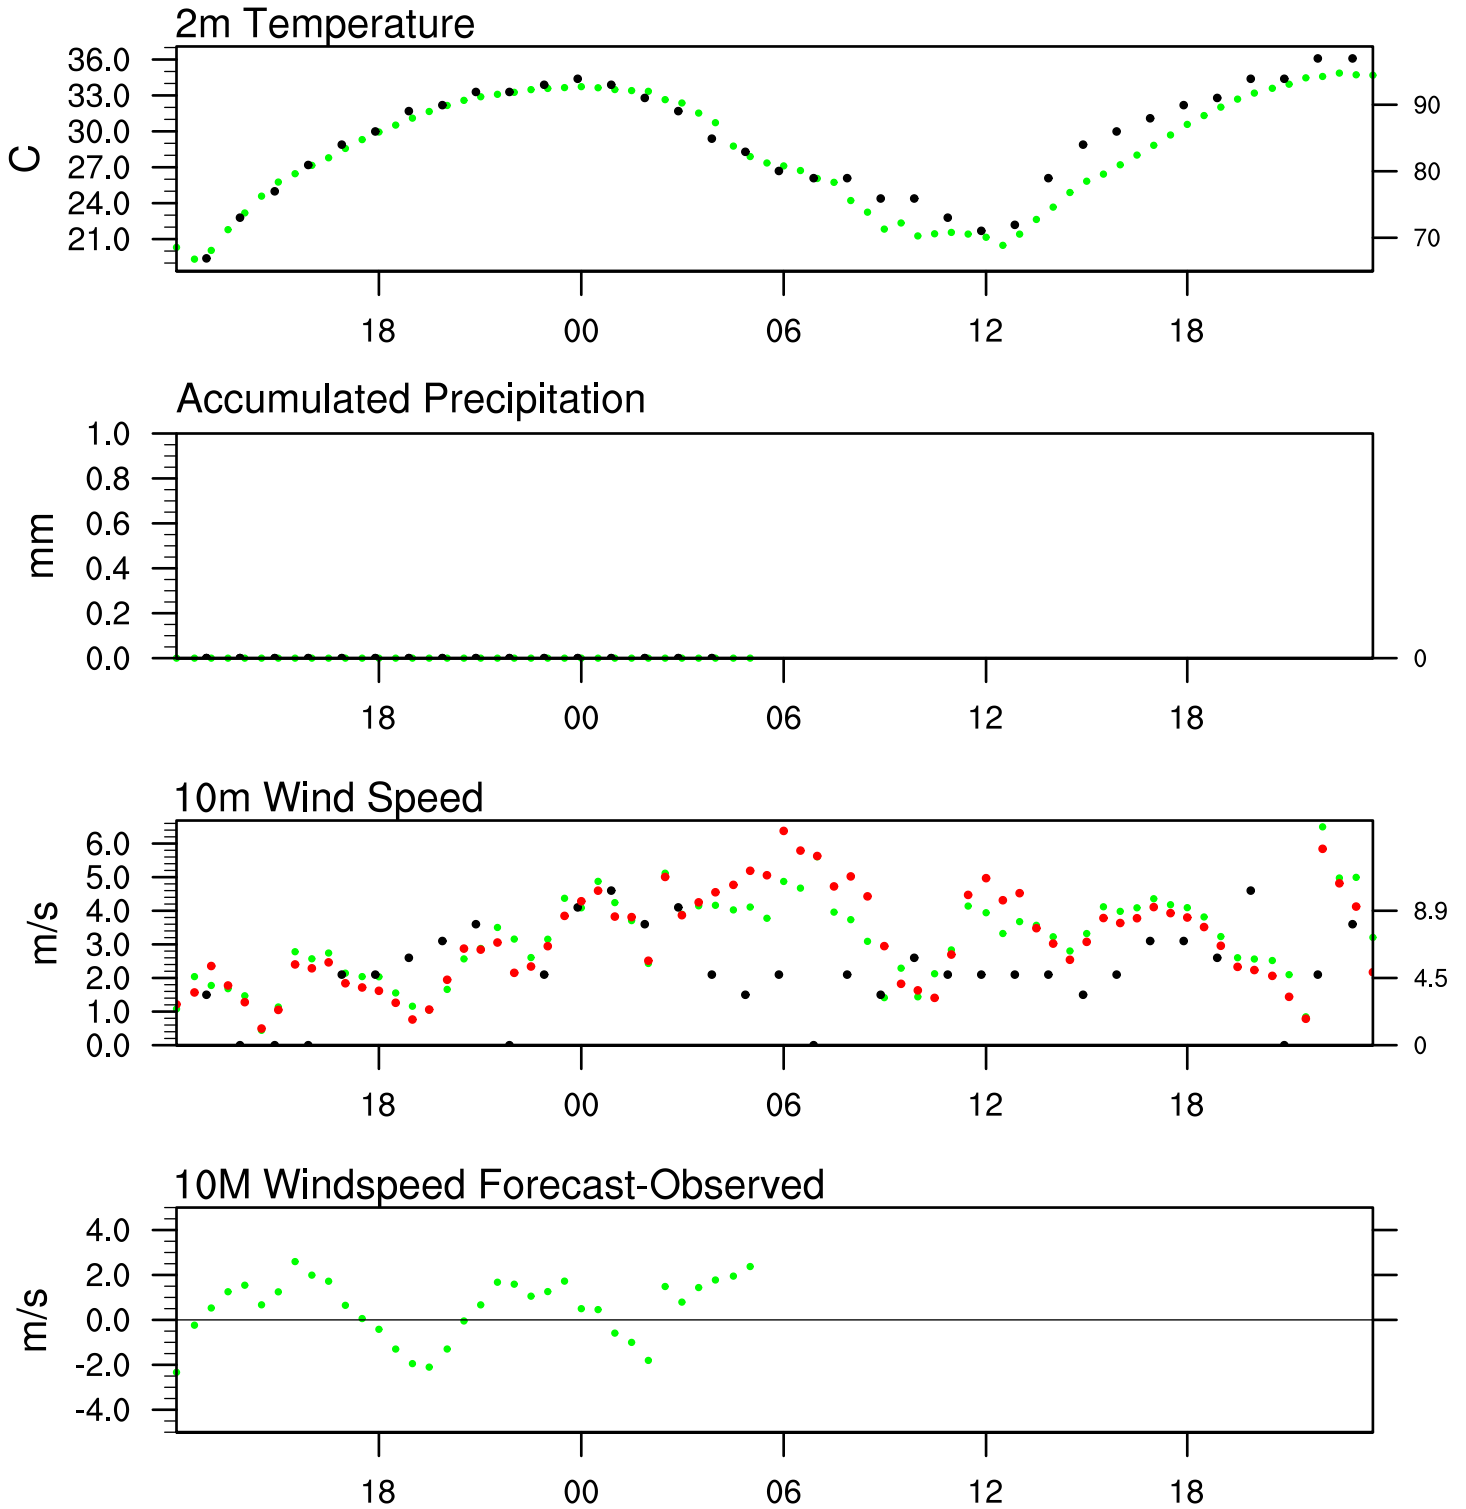 2m Temperature
36.0
33.0
30.0
27.0
24.0
21.0
C
90
80
70
18 00 06 12 18
Accumulated Precipitation
1.0
0.8
0.6
0.4
0.2
0.0
mm
0
18 00 06 12 18
10m Wind Speed
6.0
5.0
4.0
3.0
2.0
1.0
0.0
m/s
8.9
4.5
0
18 00 06 12 18
10M Windspeed Forecast-Observed
4.0
2.0
0.0
-2.0
-4.0
m/s
18 00 06 12 18